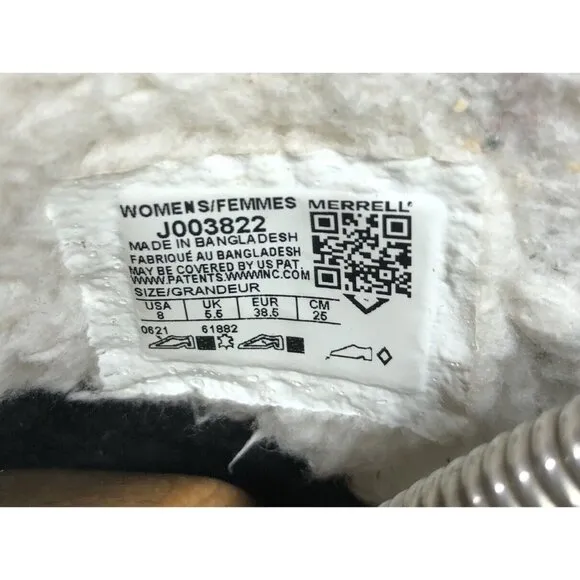 WOMENS/FEMMES
MERRELL
J003822
MADE IN BANGLADESH
FABRIQUÉ AU BANGLADESH
MAY BE COVERED BY US PAT.
WWW.PATENTS.WWWINC.COM
SIZE/GRANDEUR
USA UK EUR CM
8 5.5 38.5 25
0621 61882